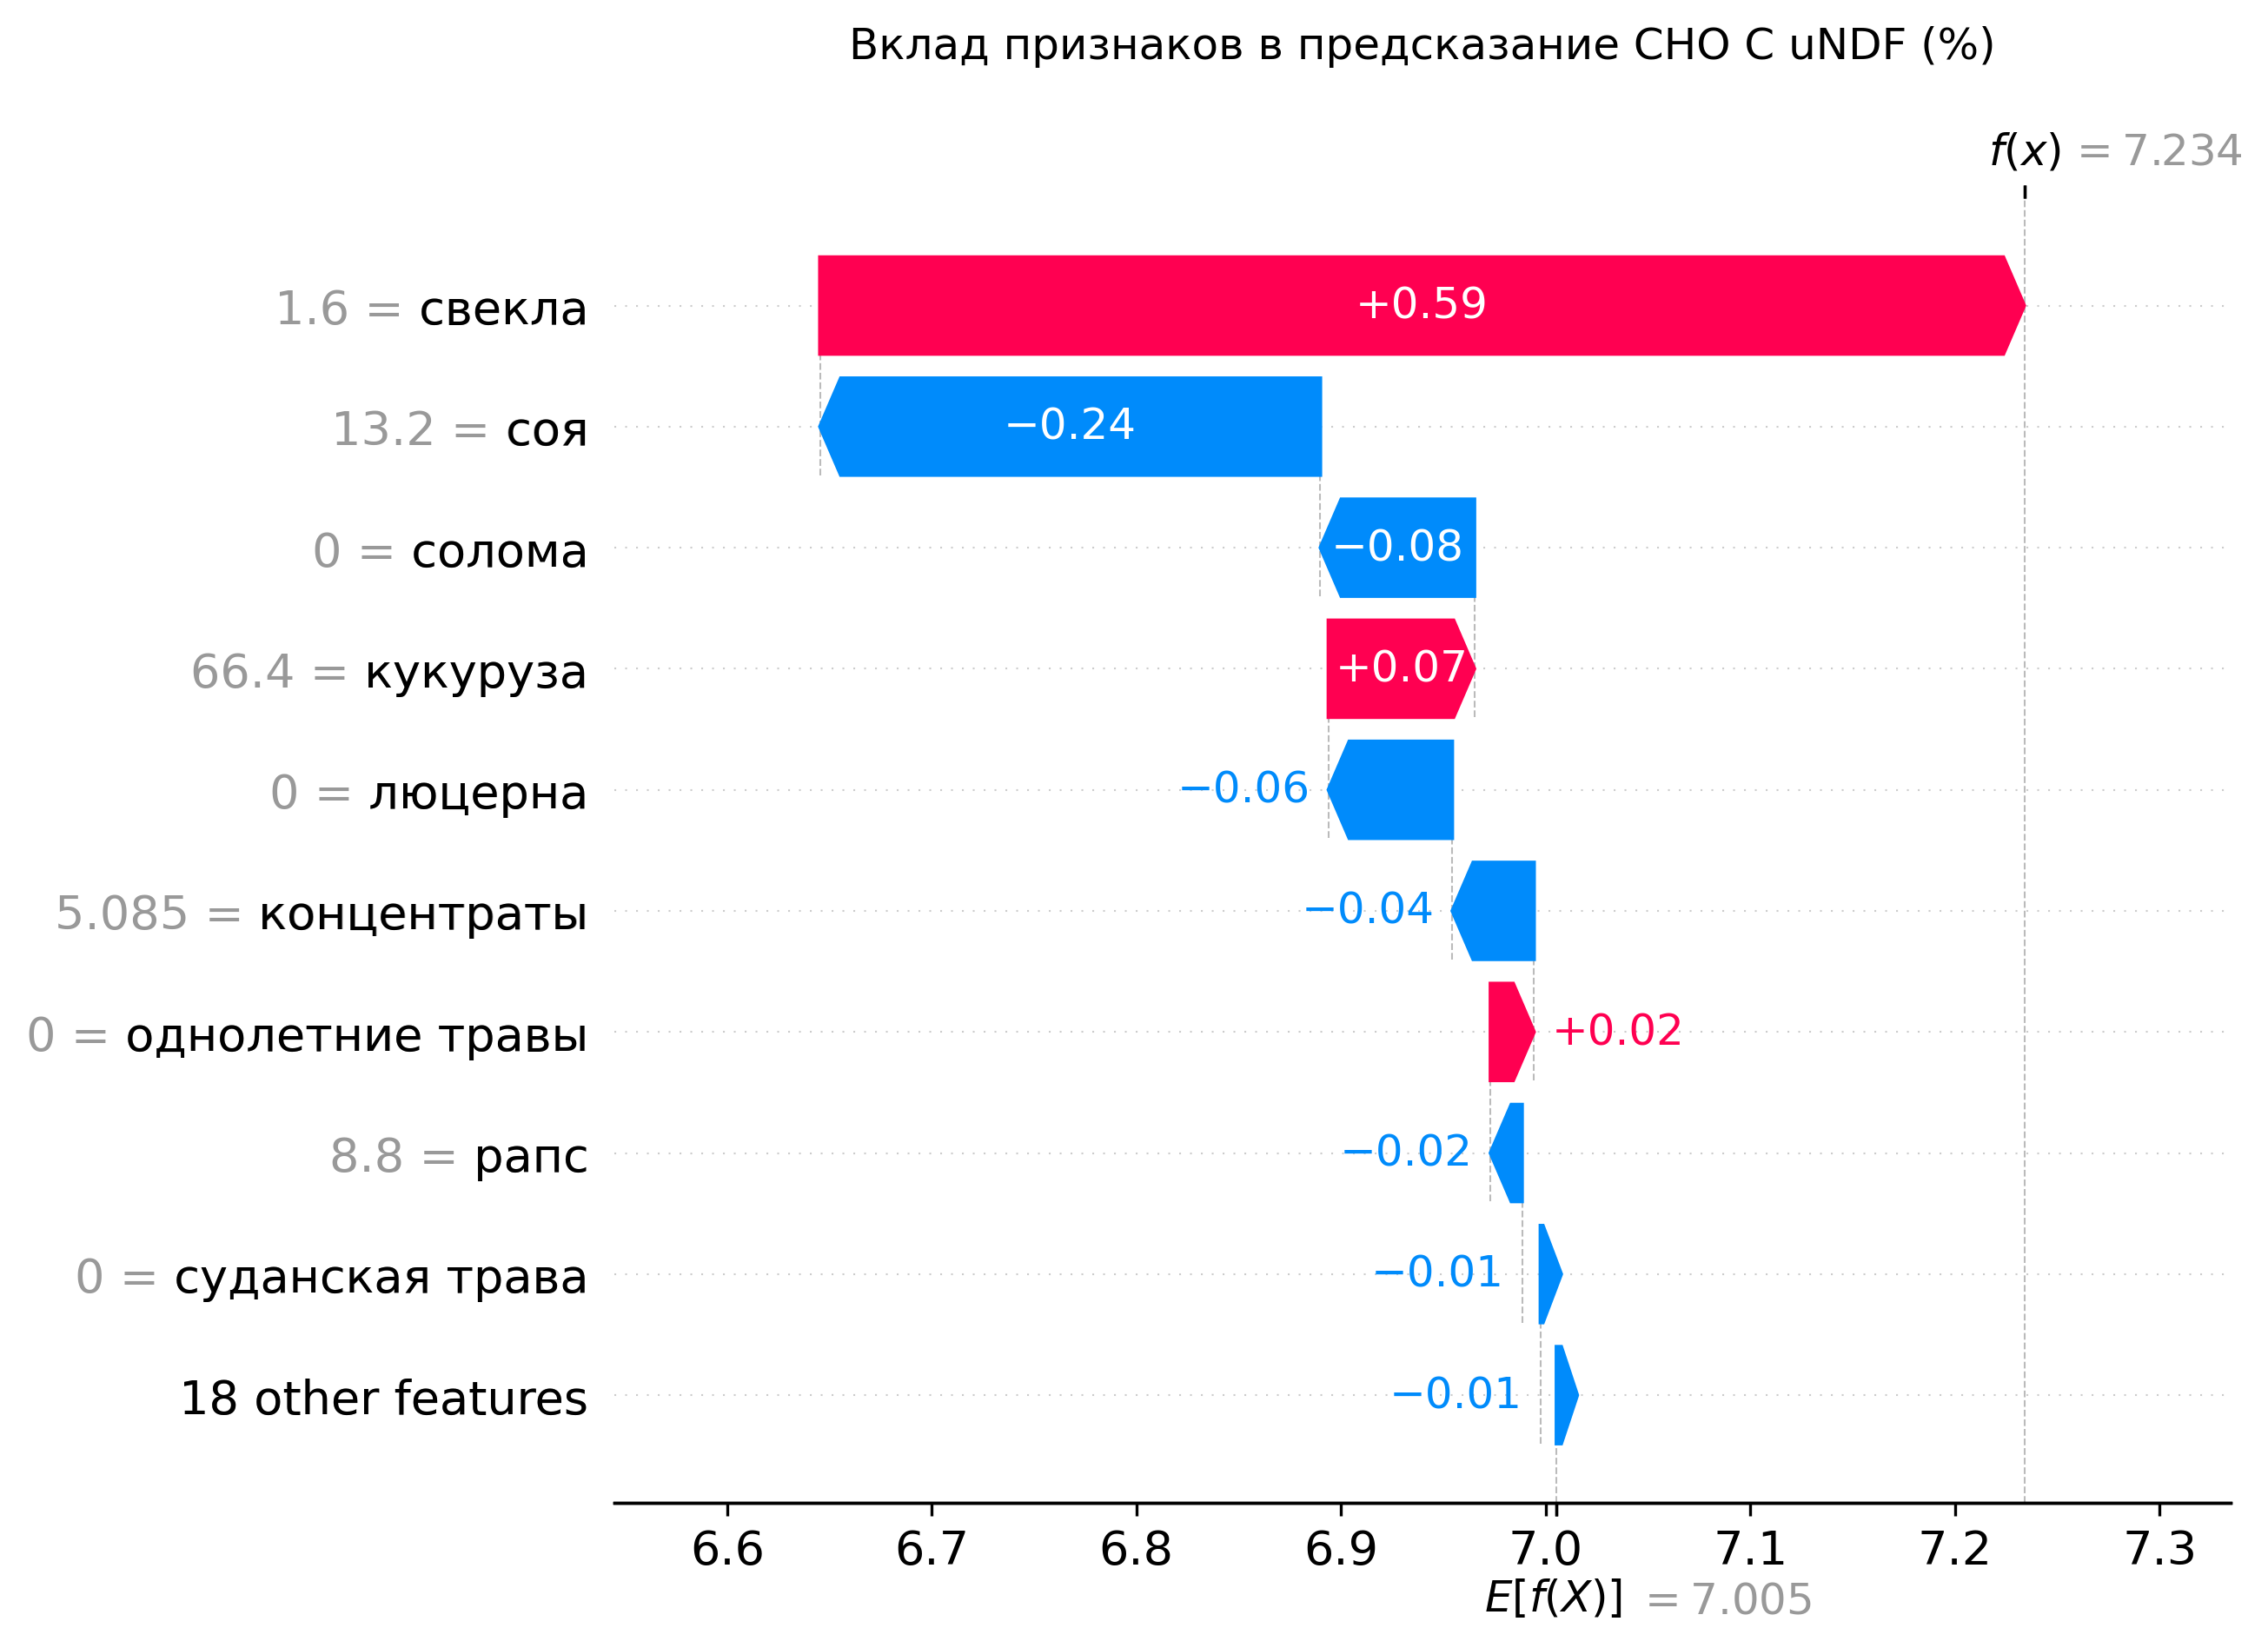 Вклад признаков в предсказание CHO C uNDF (%)
f(x) = 7.234
1.6 = свекла
+0.59
13.2 = соя
−0.24
0 = солома
−0.08
66.4 = кукуруза
+0.07
0 = люцерна
−0.06
5.085 = концентраты
−0.04
0 = однолетние травы
+0.02
8.8 = рапс
−0.02
0 = суданская трава
−0.01
18 other features
−0.01
6.6 6.7 6.8 6.9 7.0 7.1 7.2 7.3
E[f(X)] = 7.005